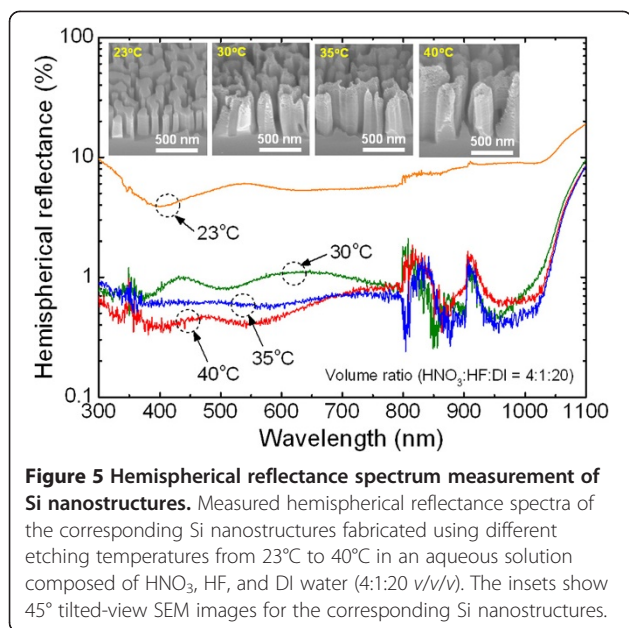 100
10
1
0.1
Hemispherical reflectance (%)
23°C
30°C
35°C
40°C
500 nm
500 nm
500 nm
500 nm
23°C
30°C
35°C
40°C
Volume ratio (HNO₃:HF:DI = 4:1:20)
300 400 500 600 700 800 900 1000 1100
Wavelength (nm)
Figure 5 Hemispherical reflectance spectrum measurement of
Si nanostructures. Measured hemispherical reflectance spectra of
the corresponding Si nanostructures fabricated using different
etching temperatures from 23°C to 40°C in an aqueous solution
composed of HNO₃, HF, and DI water (4:1:20 v/v/v). The insets show
45° tilted-view SEM images for the corresponding Si nanostructures.